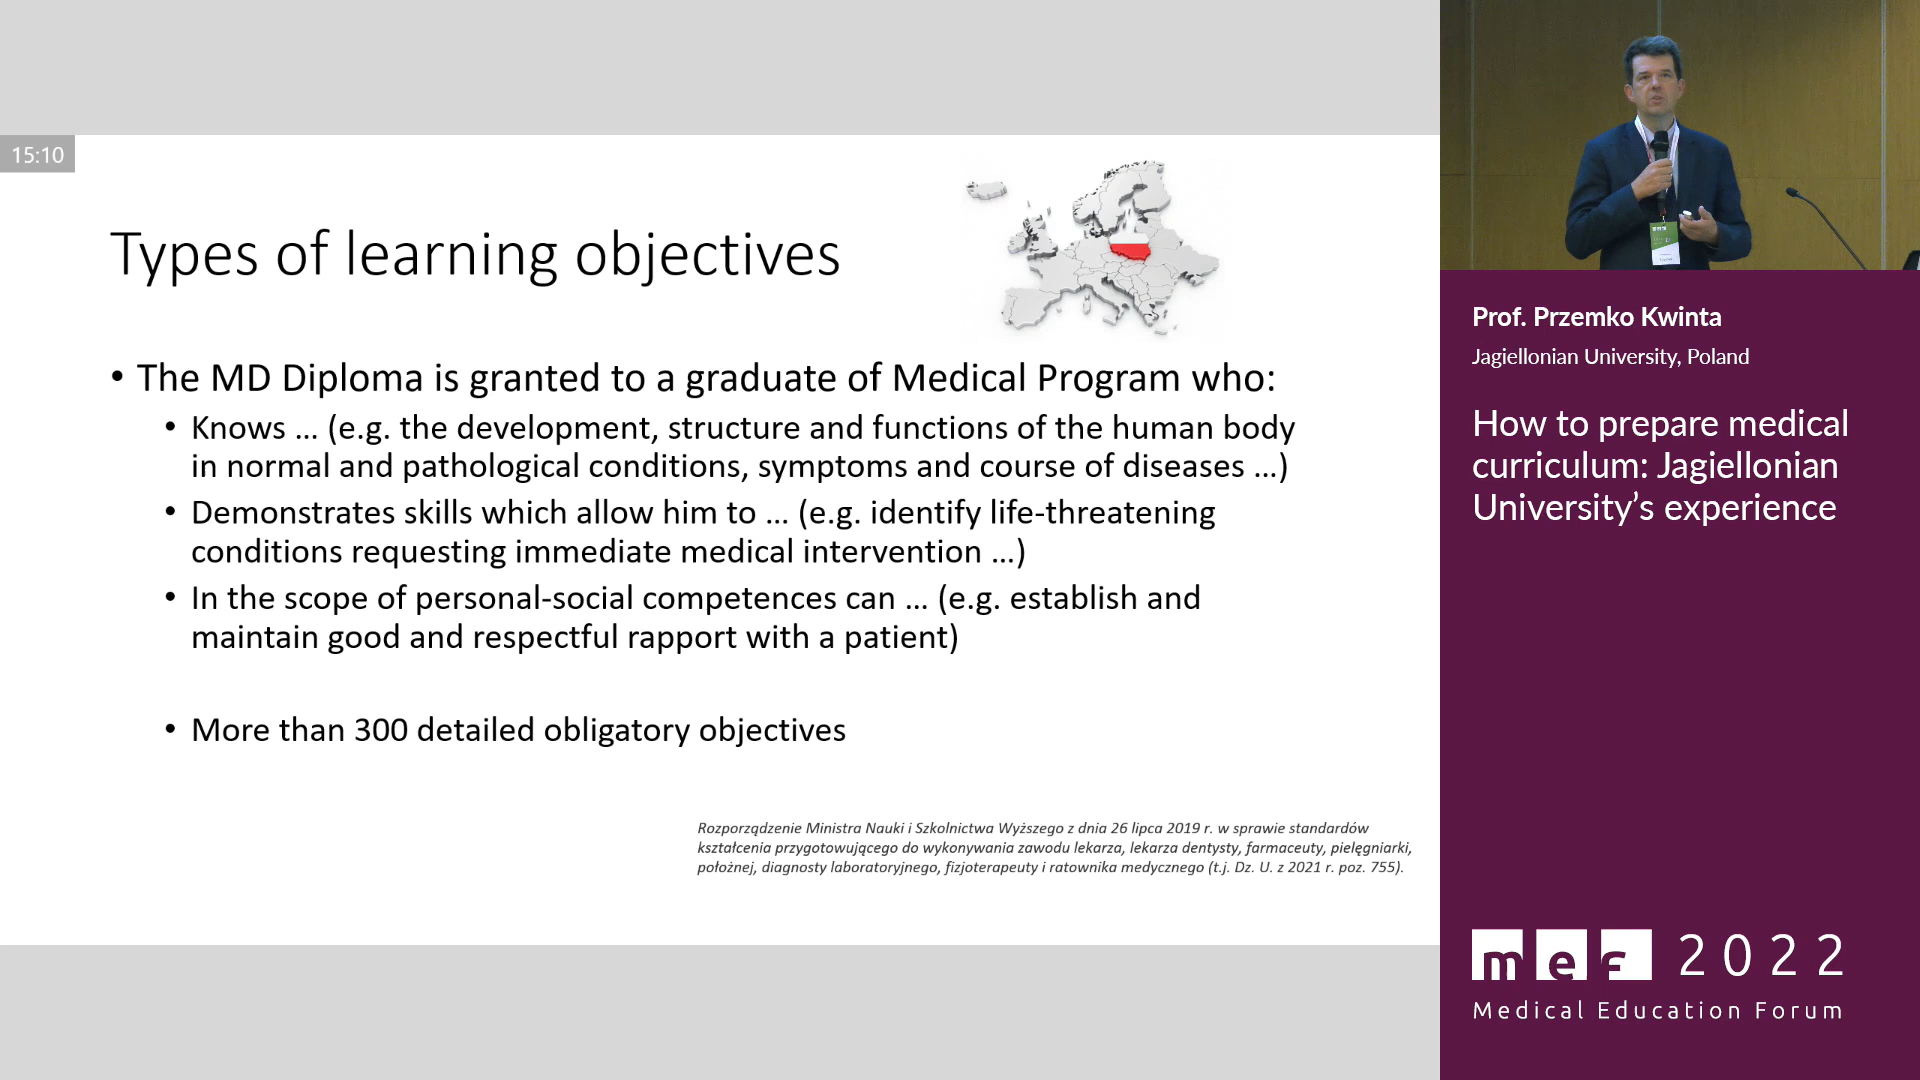 15:10
Types of learning objectives
• The MD Diploma is granted to a graduate of Medical Program who:
• Knows … (e.g. the development, structure and functions of the human body
in normal and pathological conditions, symptoms and course of diseases …)
• Demonstrates skills which allow him to … (e.g. identify life-threatening
conditions requesting immediate medical intervention …)
• In the scope of personal-social competences can … (e.g. establish and
maintain good and respectful rapport with a patient)
• More than 300 detailed obligatory objectives
Rozporządzenie Ministra Nauki i Szkolnictwa Wyższego z dnia 26 lipca 2019 r. w sprawie standardów
kształcenia przygotowującego do wykonywania zawodu lekarza, lekarza dentysty, farmaceuty, pielęgniarki,
położnej, diagnosty laboratoryjnego, fizjoterapeuty i ratownika medycznego (t.j. Dz. U. z 2021 r. poz. 755).
Prof. Przemko Kwinta
Jagiellonian University, Poland
How to prepare medical
curriculum: Jagiellonian
University’s experience
mef 2022
Medical Education Forum